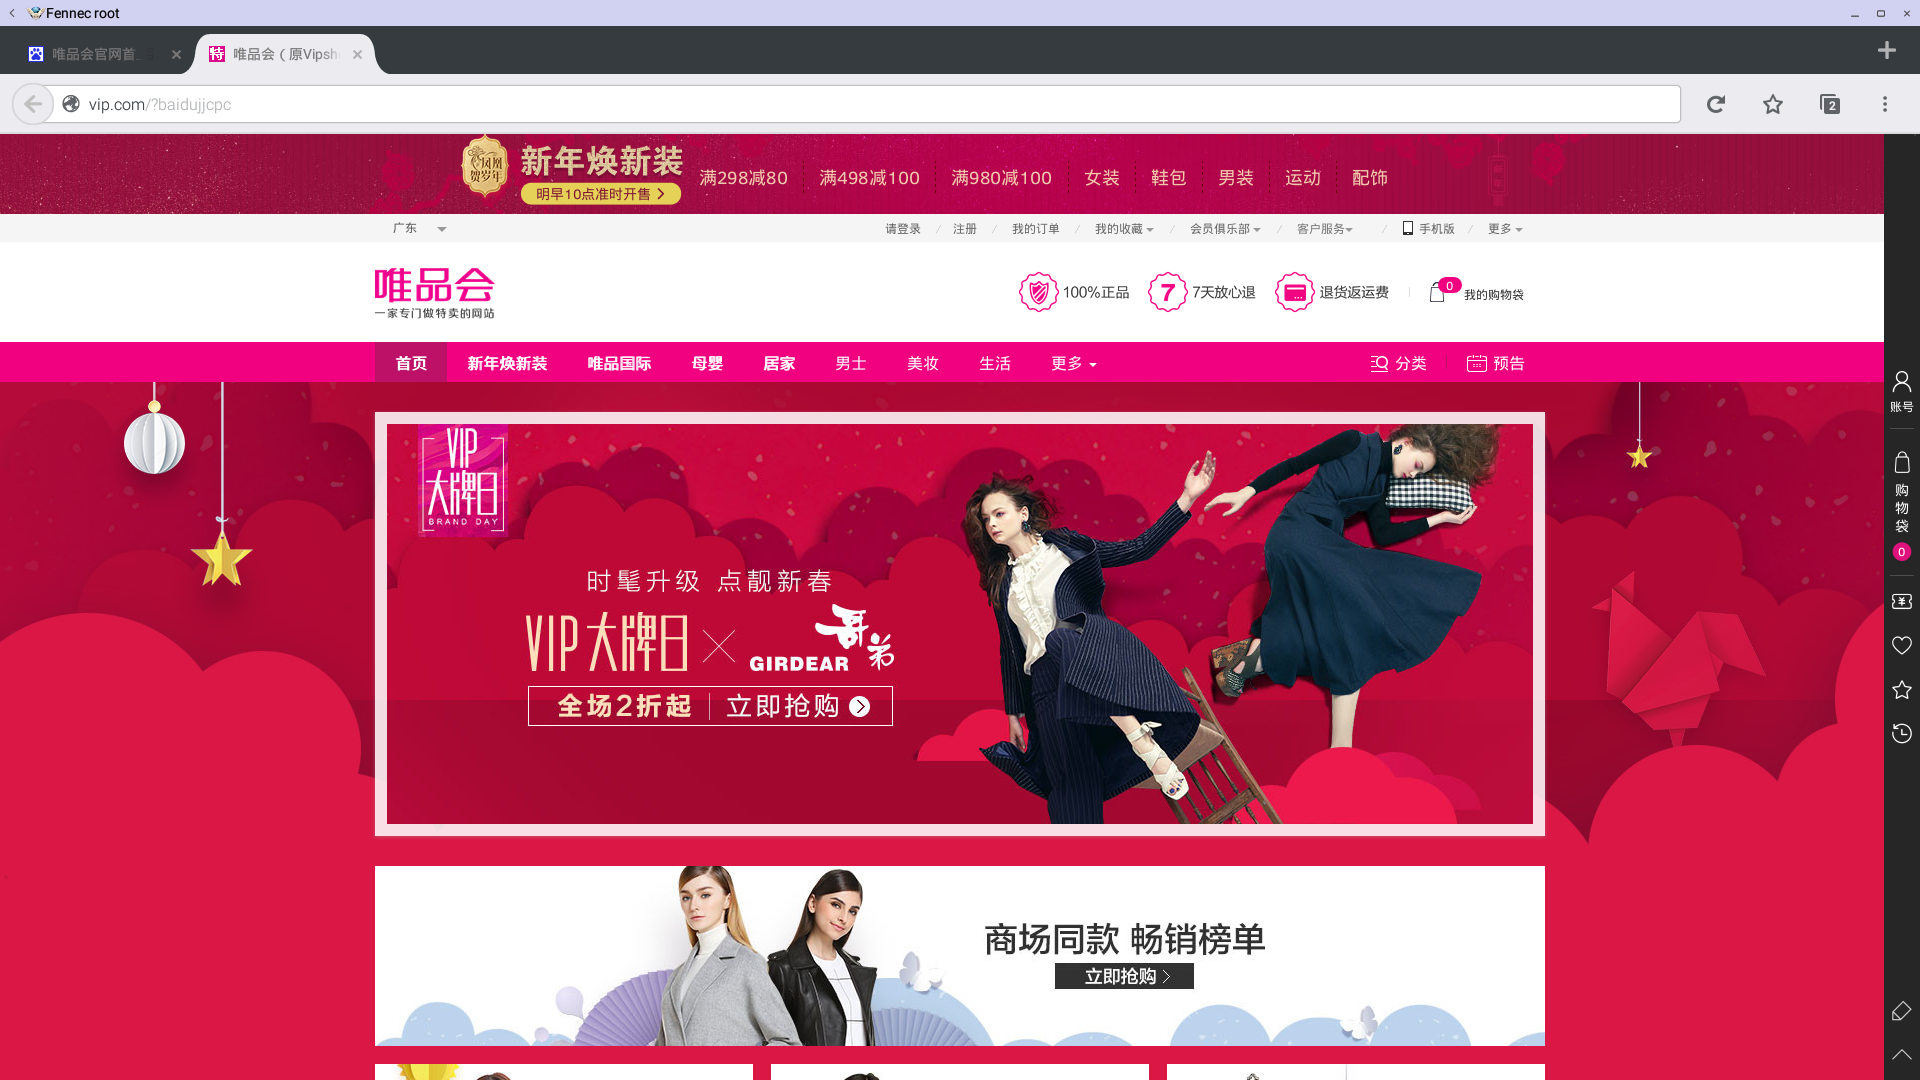 Fennec root
唯品会官网首_
特 唯品会（原Vipsh
vip.com/?baidujjcpc
2
凤凰贺岁年
新年焕新装
明早10点准时开售
满298减80 满498减100 满980减100 女装 鞋包 男装 运动 配饰
广东 请登录 / 注册 / 我的订单 / 我的收藏 / 会员俱乐部 / 客户服务 / 手机版 / 更多
唯品会
一家专门做特卖的网站
100%正品 7 7天放心退 退货返运费 0 我的购物袋
首页 新年焕新装 唯品国际 母婴 居家 男士 美妆 生活 更多 分类 预告
VIP
大牌日
BRAND DAY
时髦升级 点靓新春
VIP大牌日 × 哥弟
GIRDEAR
全场2折起 立即抢购
商场同款 畅销榜单
立即抢购
账号
购物袋
0